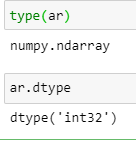 type(ar)
numpy.ndarray
ar.dtype
dtype('int32')